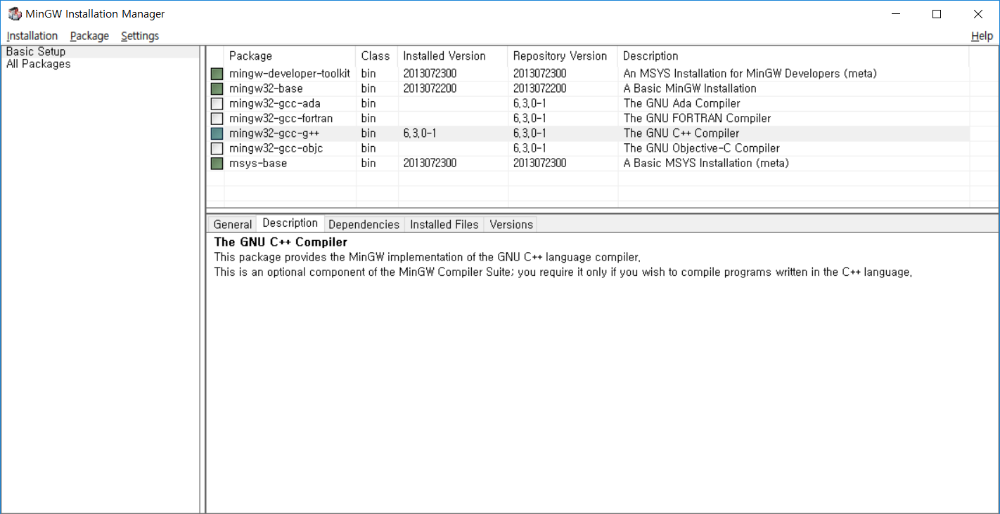 MinGW Installation Manager
Installation Package Settings Help
Basic Setup
All Packages
Package Class Installed Version Repository Version Description
mingw-developer-toolkit bin 2013072300 2013072300 An MSYS Installation for MinGW Developers (meta)
mingw32-base bin 2013072200 2013072200 A Basic MinGW Installation
mingw32-gcc-ada bin 6.3.0-1 The GNU Ada Compiler
mingw32-gcc-fortran bin 6.3.0-1 The GNU FORTRAN Compiler
mingw32-gcc-g++ bin 6.3.0-1 6.3.0-1 The GNU C++ Compiler
mingw32-gcc-objc bin 6.3.0-1 The GNU Objective-C Compiler
msys-base bin 2013072300 2013072300 A Basic MSYS Installation (meta)
General Description Dependencies Installed Files Versions
The GNU C++ Compiler
This package provides the MinGW implementation of the GNU C++ language compiler.
This is an optional component of the MinGW Compiler Suite; you require it only if you wish to compile programs written in the C++ language.